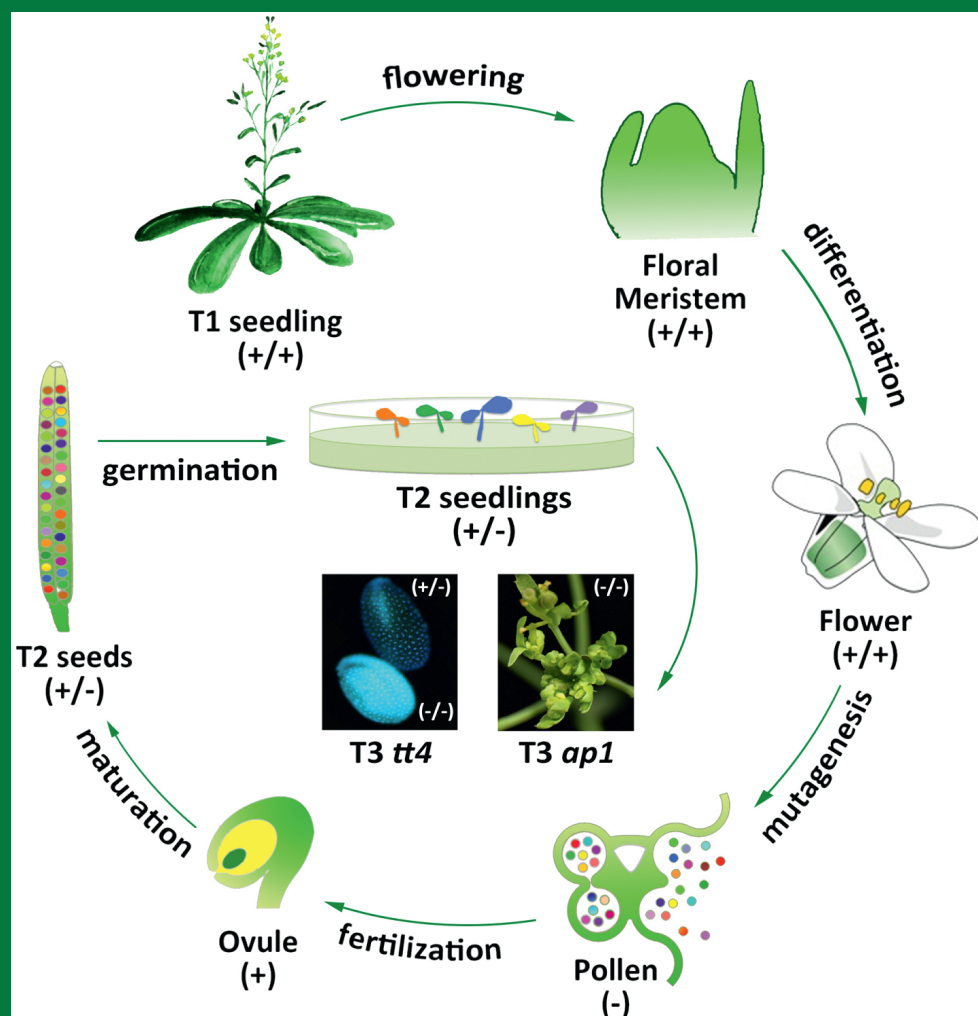 flowering
T1 seedling
(+/+)
Floral
Meristem
(+/+)
differentiation
Flower
(+/+)
mutagenesis
Pollen
(-)
fertilization
Ovule
(+)
maturation
T2 seeds
(+/-)
germination
T2 seedlings
(+/-)
(+/-)
(-/-)
T3 tt4
(-/-)
T3 ap1